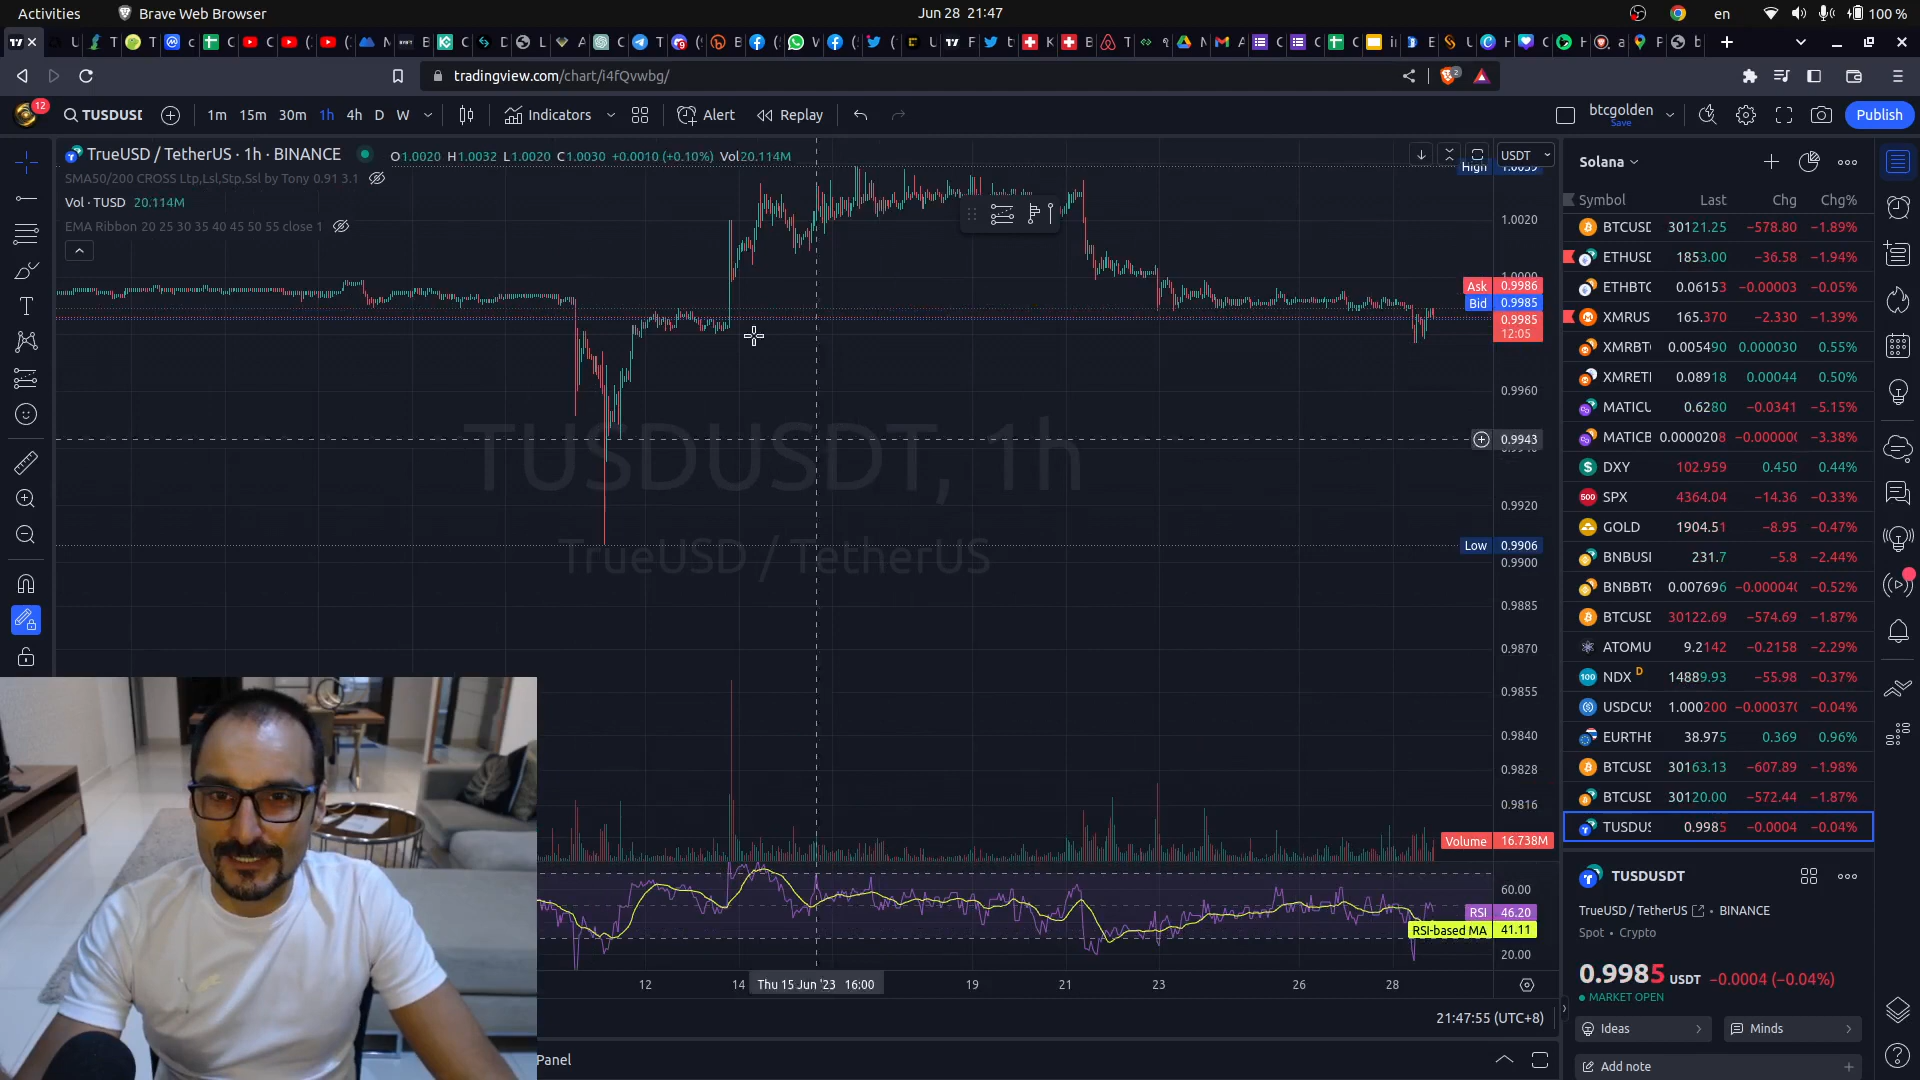 Activities
Brave Web Browser
Jun 28 21:47
en
100 %
tradingview.com/chart/i4fQvwbg/
12
TUSDUSD
1m 15m 30m 1h 4h D W
Indicators
Alert
Replay
btcgolden
Save
Publish
TrueUSD / TetherUS · 1h · BINANCE
O1.0020 H1.0032 L1.0020 C1.0030 +0.0010 (+0.10%) Vol20.114M
SMA50/200 CROSS Ltp,Lsl,Stp,Ssl by Tony 0.91 3.1
Vol · TUSD 20.114M
EMA Ribbon 20 25 30 35 40 45 50 55 close 1
TUSDUSDT, 1h
TrueUSD / TetherUS
USDT
High 1.0039
1.0020
1.0000
Ask 0.9986
Bid 0.9985
0.9985
12:05
0.9960
0.9943
0.9920
Low 0.9906
0.9900
0.9885
0.9870
0.9855
0.9840
0.9828
0.9816
Volume 16.738M
60.00
RSI 46.20
RSI-based MA 41.11
20.00
12 14 Thu 15 Jun '23 16:00 19 21 23 26 28
21:47:55 (UTC+8)
Panel
Solana
Symbol Last Chg Chg%
BTCUSD 30121.25 −578.80 −1.89%
ETHUSD 1853.00 −36.58 −1.94%
ETHBTC 0.06153 −0.00003 −0.05%
XMRUS 165.370 −2.330 −1.39%
XMRBT 0.005490 0.000030 0.55%
XMRET 0.08918 0.00044 0.50%
MATICU 0.6280 −0.0341 −5.15%
MATICB 0.0000208 −0.000000 −3.38%
DXY 102.959 0.450 0.44%
SPX 4364.04 −14.36 −0.33%
GOLD 1904.51 −8.95 −0.47%
BNBUSD 231.7 −5.8 −2.44%
BNBBTC 0.007696 −0.000040 −0.52%
BTCUSD 30122.69 −574.69 −1.87%
ATOMU 9.2142 −0.2158 −2.29%
NDX D 14889.93 −55.98 −0.37%
USDCUS 1.000200 −0.000370 −0.04%
EURTHB 38.975 0.369 0.96%
BTCUSD 30163.13 −607.89 −1.98%
BTCUSD 30120.00 −572.44 −1.87%
TUSDUS 0.9985 −0.0004 −0.04%
TUSDUSDT
TrueUSD / TetherUS • BINANCE
Spot • Crypto
0.9985 USDT −0.0004 (−0.04%)
MARKET OPEN
Ideas
Minds
Add note